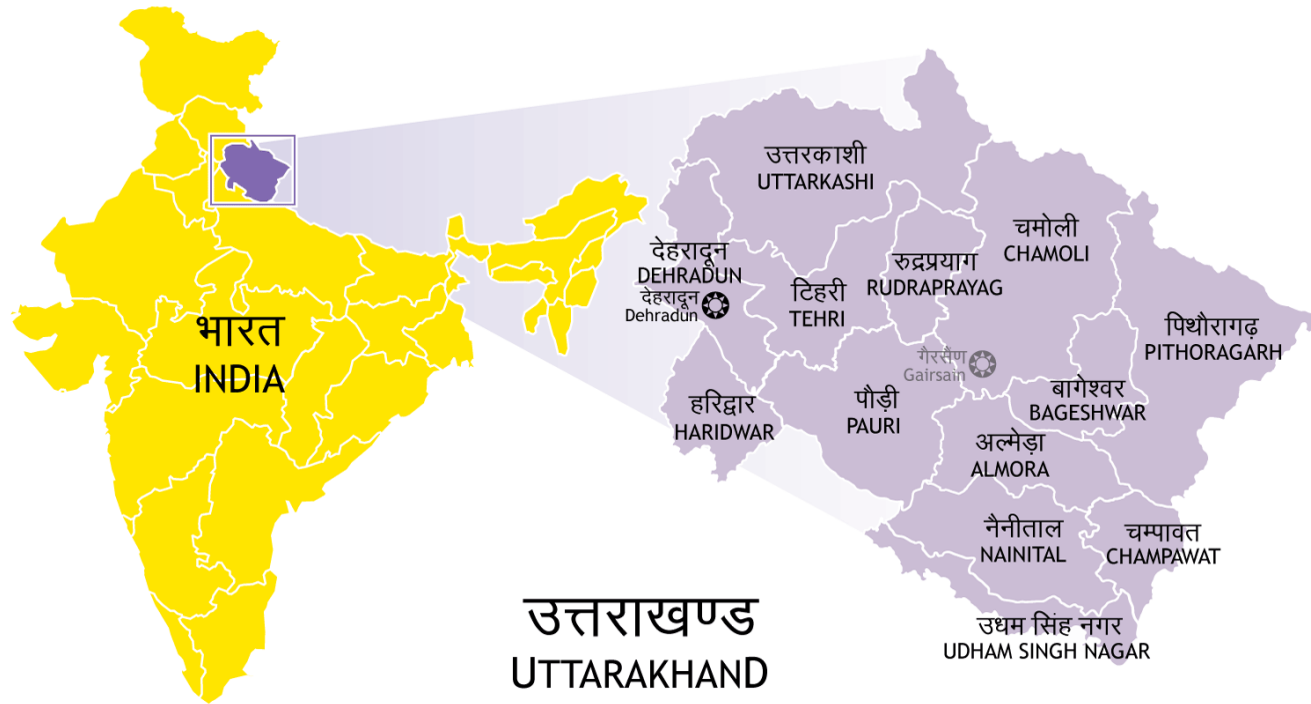 भारत
INDIA
उत्तरकाशी
UTTARKASHI
चमोली
CHAMOLI
देहरादून
DEHRADUN
देहरादून
Dehradun
टिहरी
TEHRI
रुद्रप्रयाग
RUDRAPRAYAG
पिथौरागढ़
PITHORAGARH
गैरसैण
Gairsain
हरिद्वार
HARIDWAR
पौड़ी
PAURI
बागेश्वर
BAGESHWAR
अल्मेड़ा
ALMORA
नैनीताल
NAINITAL
चम्पावत
CHAMPAWAT
उधम सिंह नगर
UDHAM SINGH NAGAR
उत्तराखण्ड
UTTARAKHAND